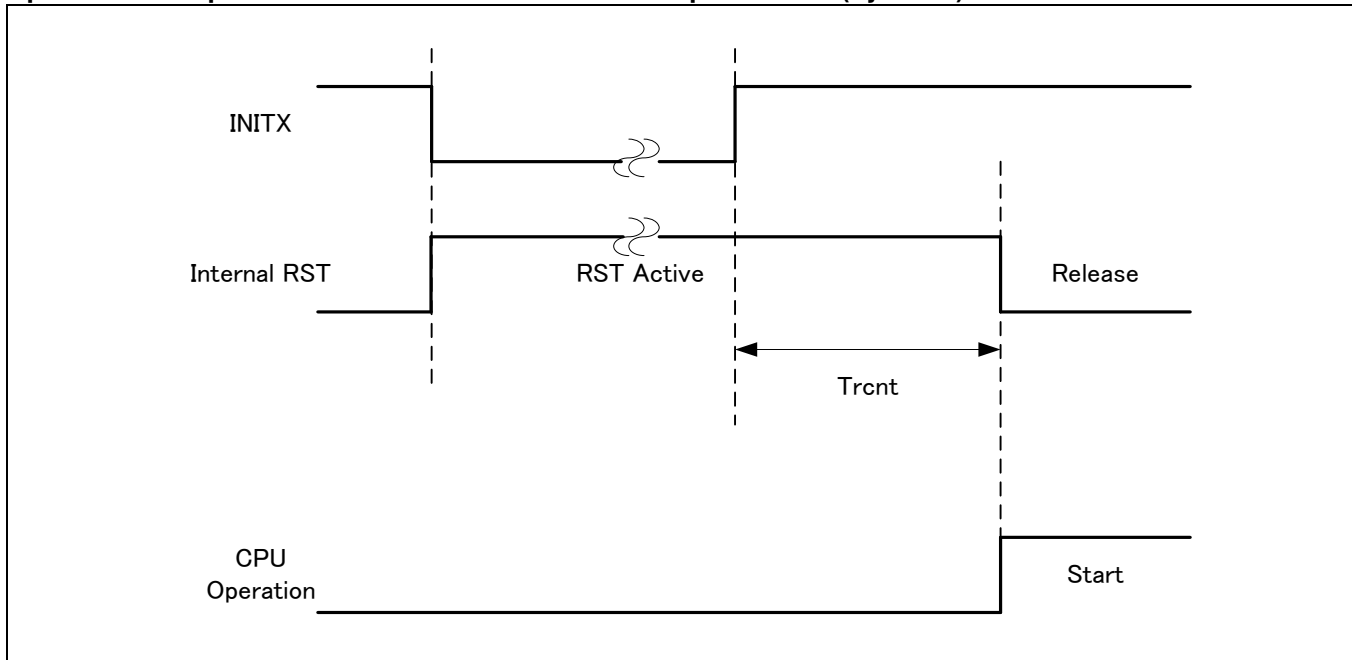 INITX
Internal RST
RST Active
Release
Trcnt
CPU
Operation
Start